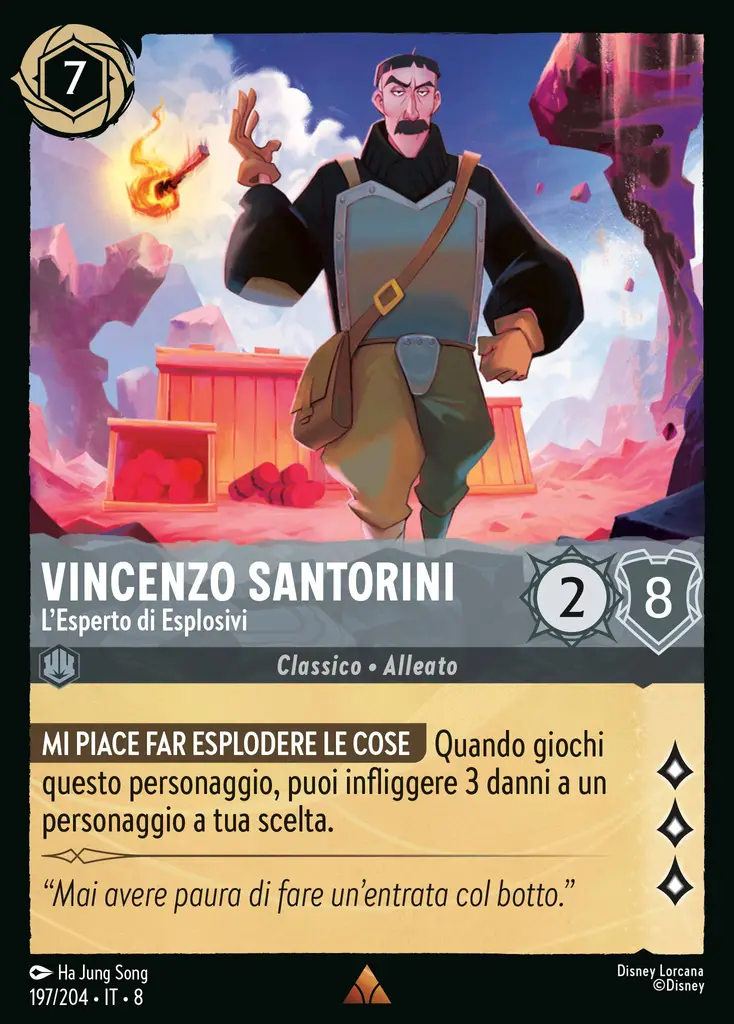 7
VINCENZO SANTORINI
L'Esperto di Esplosivi
2
8
Classico • Alleato
MI PIACE FAR ESPLODERE LE COSE Quando giochi
questo personaggio, puoi infliggere 3 danni a un
personaggio a tua scelta.
“Mai avere paura di fare un'entrata col botto.”
Ha Jung Song
197/204 • IT • 8
Disney Lorcana
©Disney